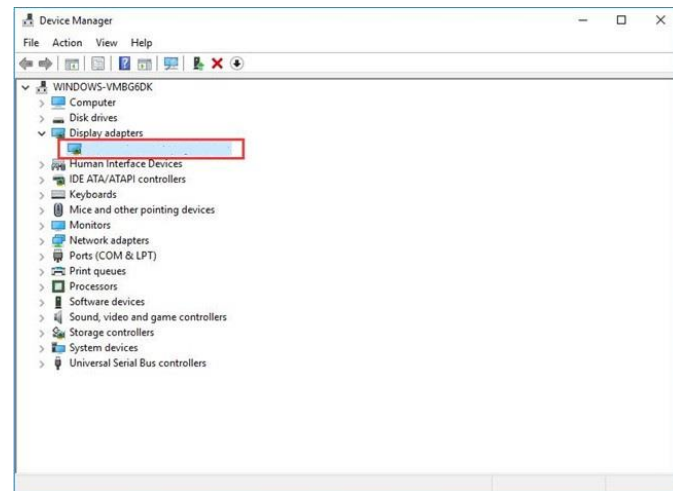 Device Manager
File Action View Help
WINDOWS-VMBG6DK
Computer
Disk drives
Display adapters
Human Interface Devices
IDE ATA/ATAPI controllers
Keyboards
Mice and other pointing devices
Monitors
Network adapters
Ports (COM & LPT)
Print queues
Processors
Software devices
Sound, video and game controllers
Storage controllers
System devices
Universal Serial Bus controllers